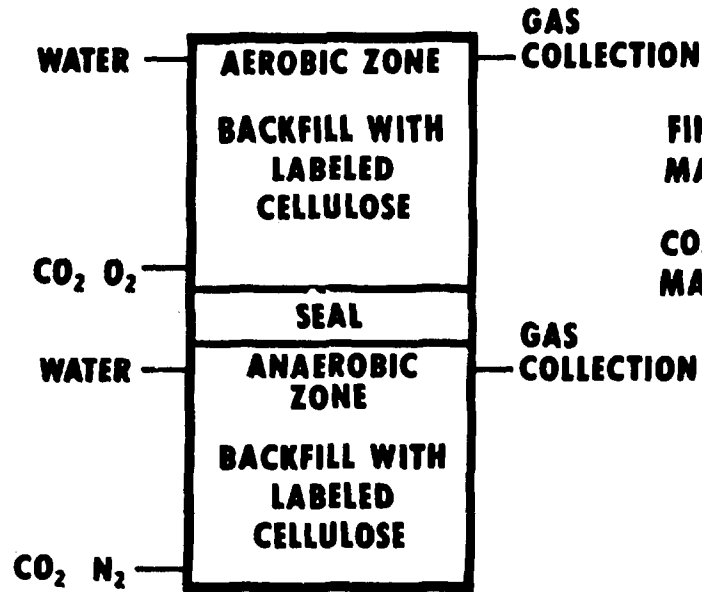 WATER
AEROBIC ZONE
GAS
COLLECTION
BACKFILL WITH
LABELED
CELLULOSE
CO₂ O₂
SEAL
WATER
ANAEROBIC
ZONE
GAS
COLLECTION
BACKFILL WITH
LABELED
CELLULOSE
CO₂ N₂